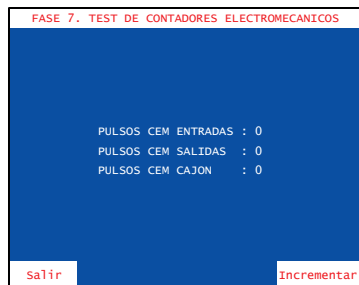 FASE 7. TEST DE CONTADORES ELECTROMECANICOS
PULSOS CEM ENTRADAS : 0
PULSOS CEM SALIDAS : 0
PULSOS CEM CAJON : 0
Salir
Incrementar